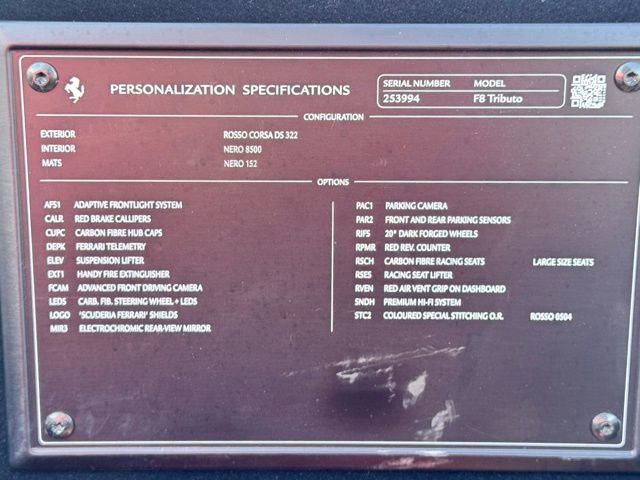 PERSONALIZATION SPECIFICATIONS
SERIAL NUMBER MODEL
253994 F8 Tributo
CONFIGURATION
EXTERIOR ROSSO CORSA DS 322
INTERIOR NERO 8500
MATS NERO 152
OPTIONS
AFS1 ADAPTIVE FRONTLIGHT SYSTEM
CALR RED BRAKE CALLIPERS
CUPC CARBON FIBRE HUB CAPS
DEPK FERRARI TELEMETRY
ELEV SUSPENSION LIFTER
EXT1 HANDY FIRE EXTINGUISHER
FCAM ADVANCED FRONT DRIVING CAMERA
LEDS CARB. FIB. STEERING WHEEL + LEDS
LOGO 'SCUDERIA FERRARI' SHIELDS
MIR3 ELECTROCHROMIC REAR-VIEW MIRROR
PAC1 PARKING CAMERA
PAR2 FRONT AND REAR PARKING SENSORS
RIF5 20" DARK FORGED WHEELS
RPMR RED REV. COUNTER
RSCH CARBON FIBRE RACING SEATS LARGE SIZE SEATS
RSES RACING SEAT LIFTER
RVEN RED AIR VENT GRIP ON DASHBOARD
SNDH PREMIUM HI-FI SYSTEM
STC2 COLOURED SPECIAL STITCHING O.R. ROSSO 0504